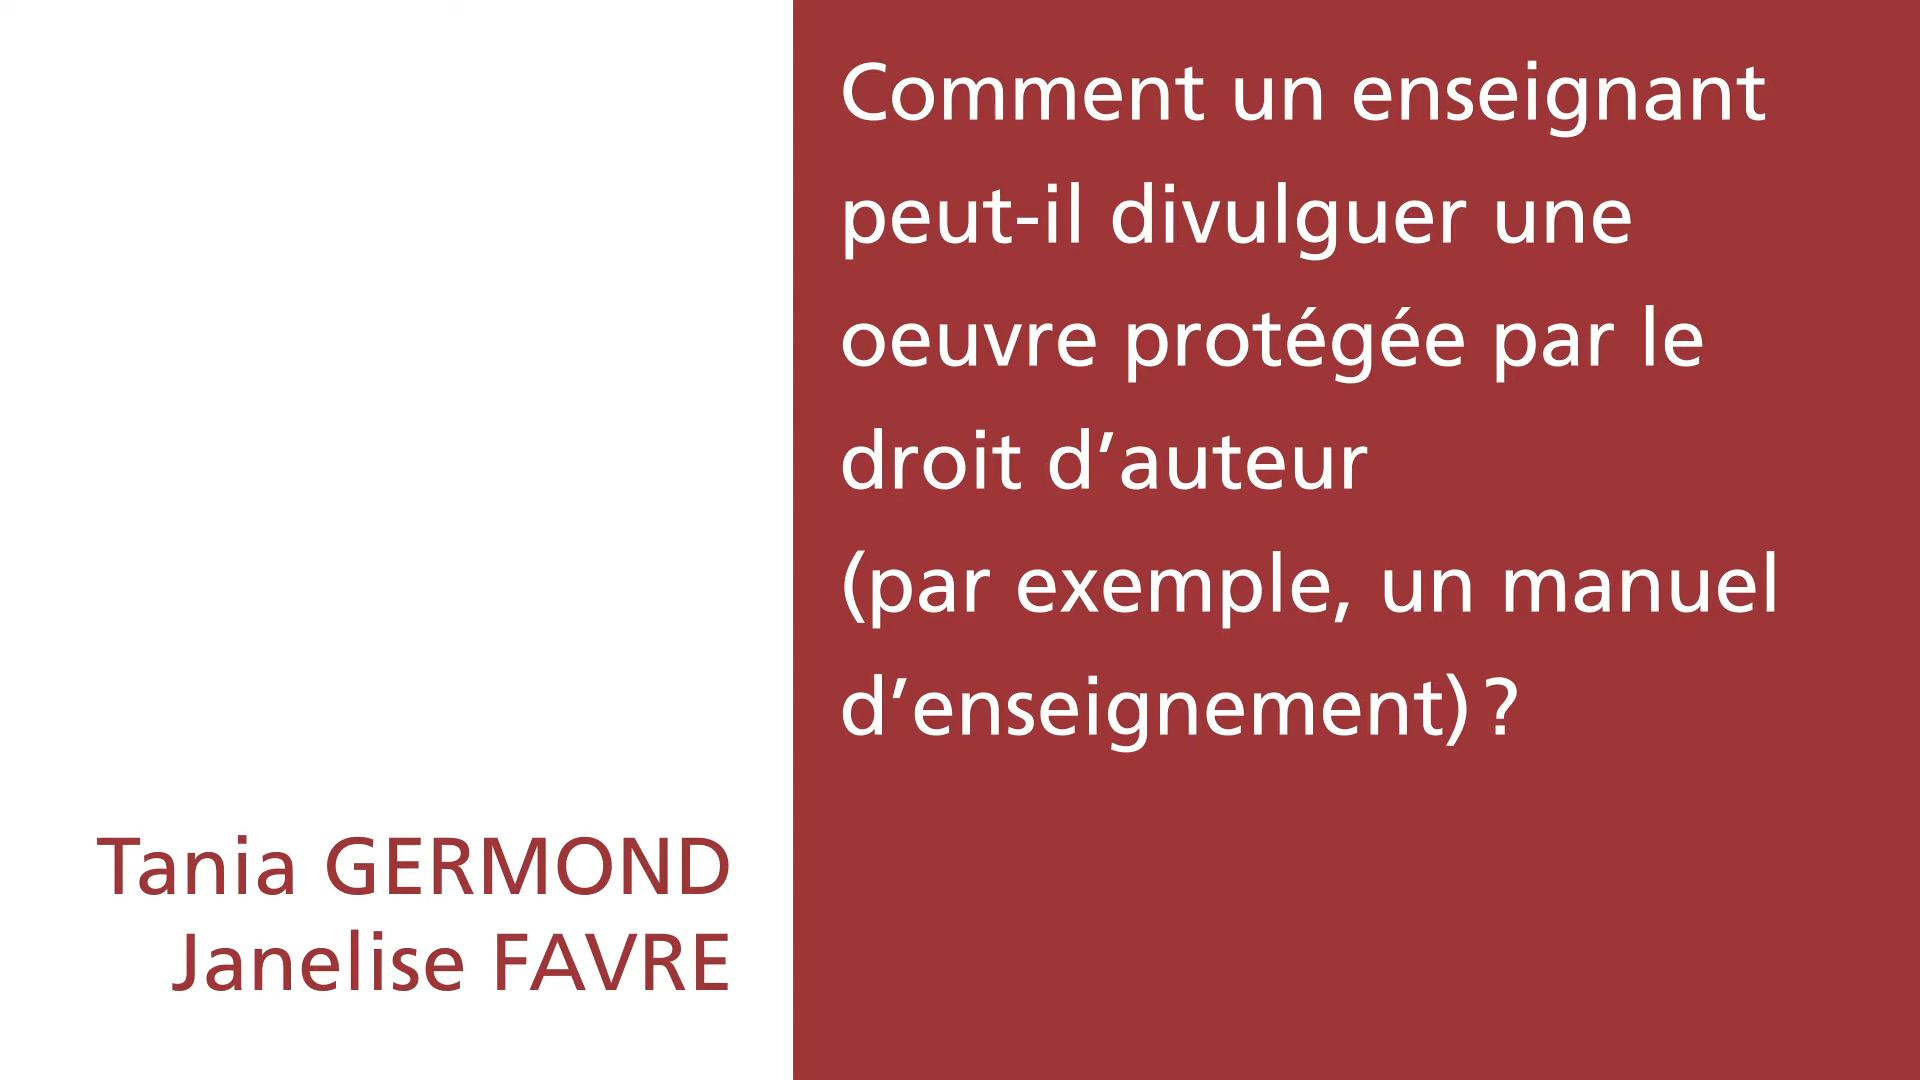 Comment un enseignant
peut-il divulguer une
oeuvre protégée par le
droit d’auteur
(par exemple, un manuel
d’enseignement) ?
Tania GERMOND
Janelise FAVRE